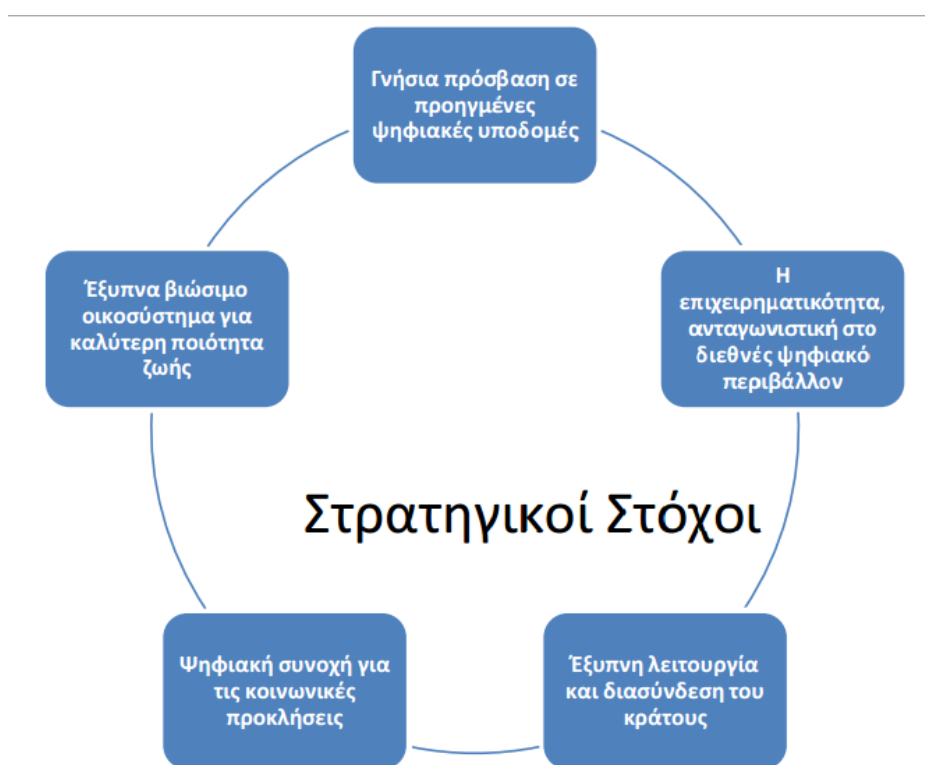 Γνήσια πρόσβαση σε
προηγμένες
ψηφιακές υποδομές
Η
επιχειρηματικότητα,
ανταγωνιστική στο
διεθνές ψηφιακό
περιβάλλον
Έξυπνη λειτουργία
και διασύνδεση του
κράτους
Ψηφιακή συνοχή για
τις κοινωνικές
προκλήσεις
Έξυπνα βιώσιμο
οικοσύστημα για
καλύτερη ποιότητα
ζωής
Στρατηγικοί Στόχοι